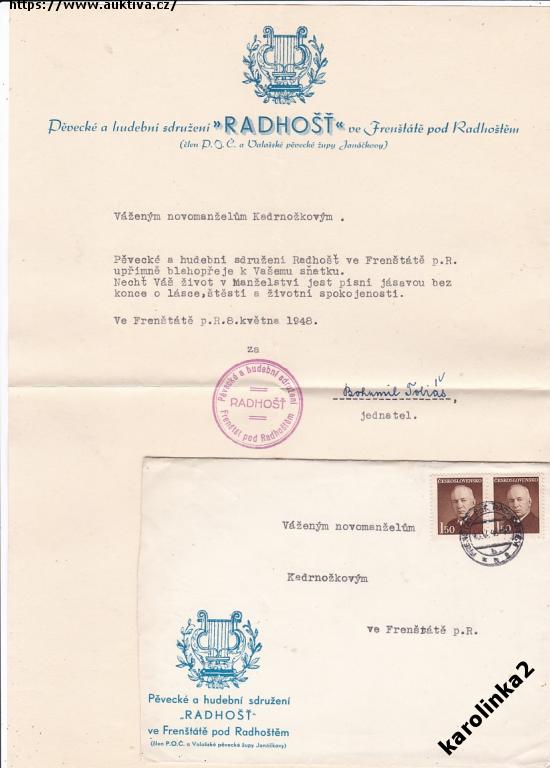 https://www.auktiva.cz/
Pěvecké a hudební sdružení „RADHOŠŤ“ ve Frenštátě pod Radhoštěm
(člen P.O.Č. a Valašské pěvecké župy Janáčkovy)
Váženým novomanželům Kadrnožkovým .
Pěvecké a hudební sdružení Radhošť ve Frenštátě p.R.
upřímně blahopřeje k Vašemu sňatku.
Nechť Váš život v Manželství jest písní jásavou bez
konce o lásce,štěstí a životní spokojenosti.
Ve Frenštátě p.R.8.května 1948.
za
Pěvecké a hudební sdružení
RADHOŠŤ
Frenštát pod Radhoštěm
Bohumil Tobiáš,
jednatel.
ČESKOSLOVENSKO
1.50
ČESKOSLOVENSKO
Váženým novomanželům
Kadrnožkovým
ve Frenštátě p.R.
Pěvecké a hudební sdružení
„RADHOŠŤ“
ve Frenštátě pod Radhoštěm
(člen P.O.Č. a Valašské pěvecké župy Janáčkovy)
karolinka2